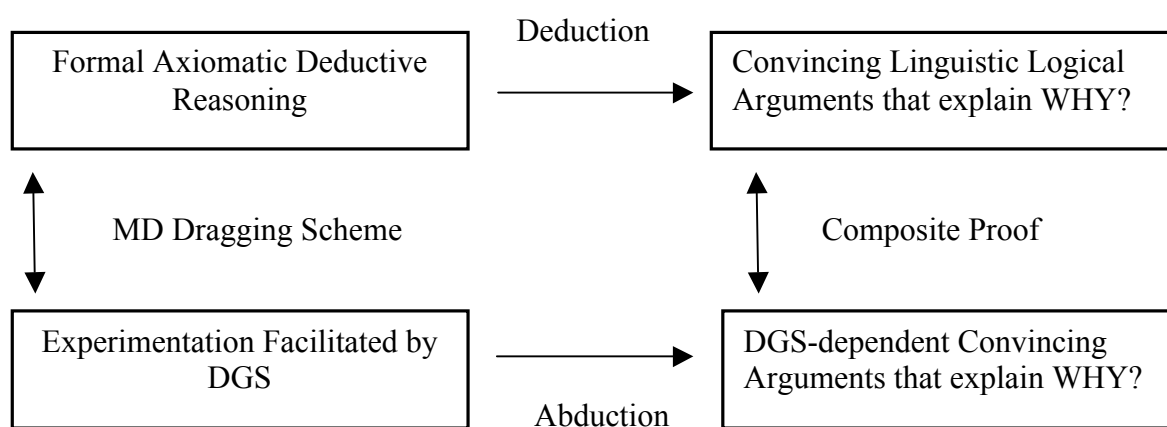 Deduction
Formal Axiomatic Deductive
Reasoning
Convincing Linguistic Logical
Arguments that explain WHY?
MD Dragging Scheme
Composite Proof
Experimentation Facilitated by
DGS
DGS-dependent Convincing
Arguments that explain WHY?
Abduction